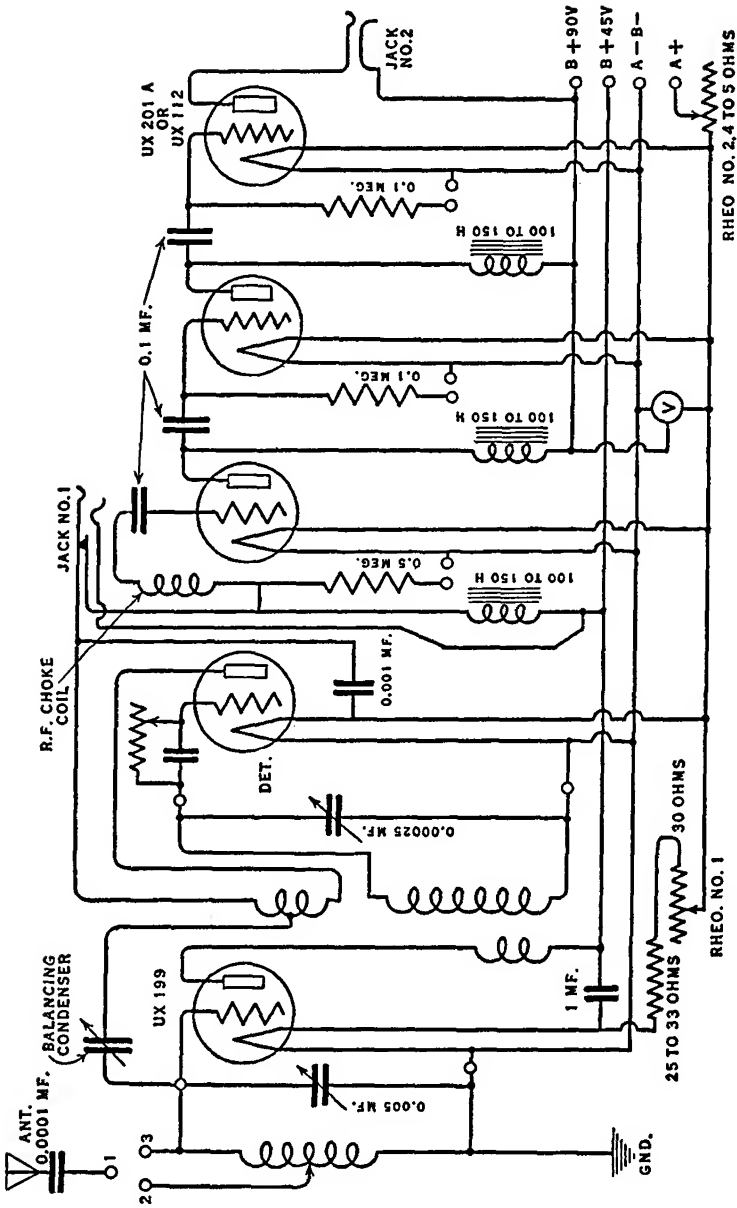 ANT.
0.0001 MF.
BALANCING
CONDENSER
1
2
3
UX 199
0.005 MF.
GND.
1 MF.
25 TO 33 OHMS
30 OHMS
RHEO. NO. 1
0.00025 MF.
DET.
R.F. CHOKE
COIL
JACK NO.1
0.001 MF.
0.5 MEG.
100 TO 150 H
0.1 MF.
0.1 MEG.
100 TO 150 H
V
0.1 MEG.
100 TO 150 H
UX 201 A
OR
UX 112
JACK
NO.2
B+90V
B+45V
A-B-
A+
RHEO NO. 2, 4 TO 5 OHMS